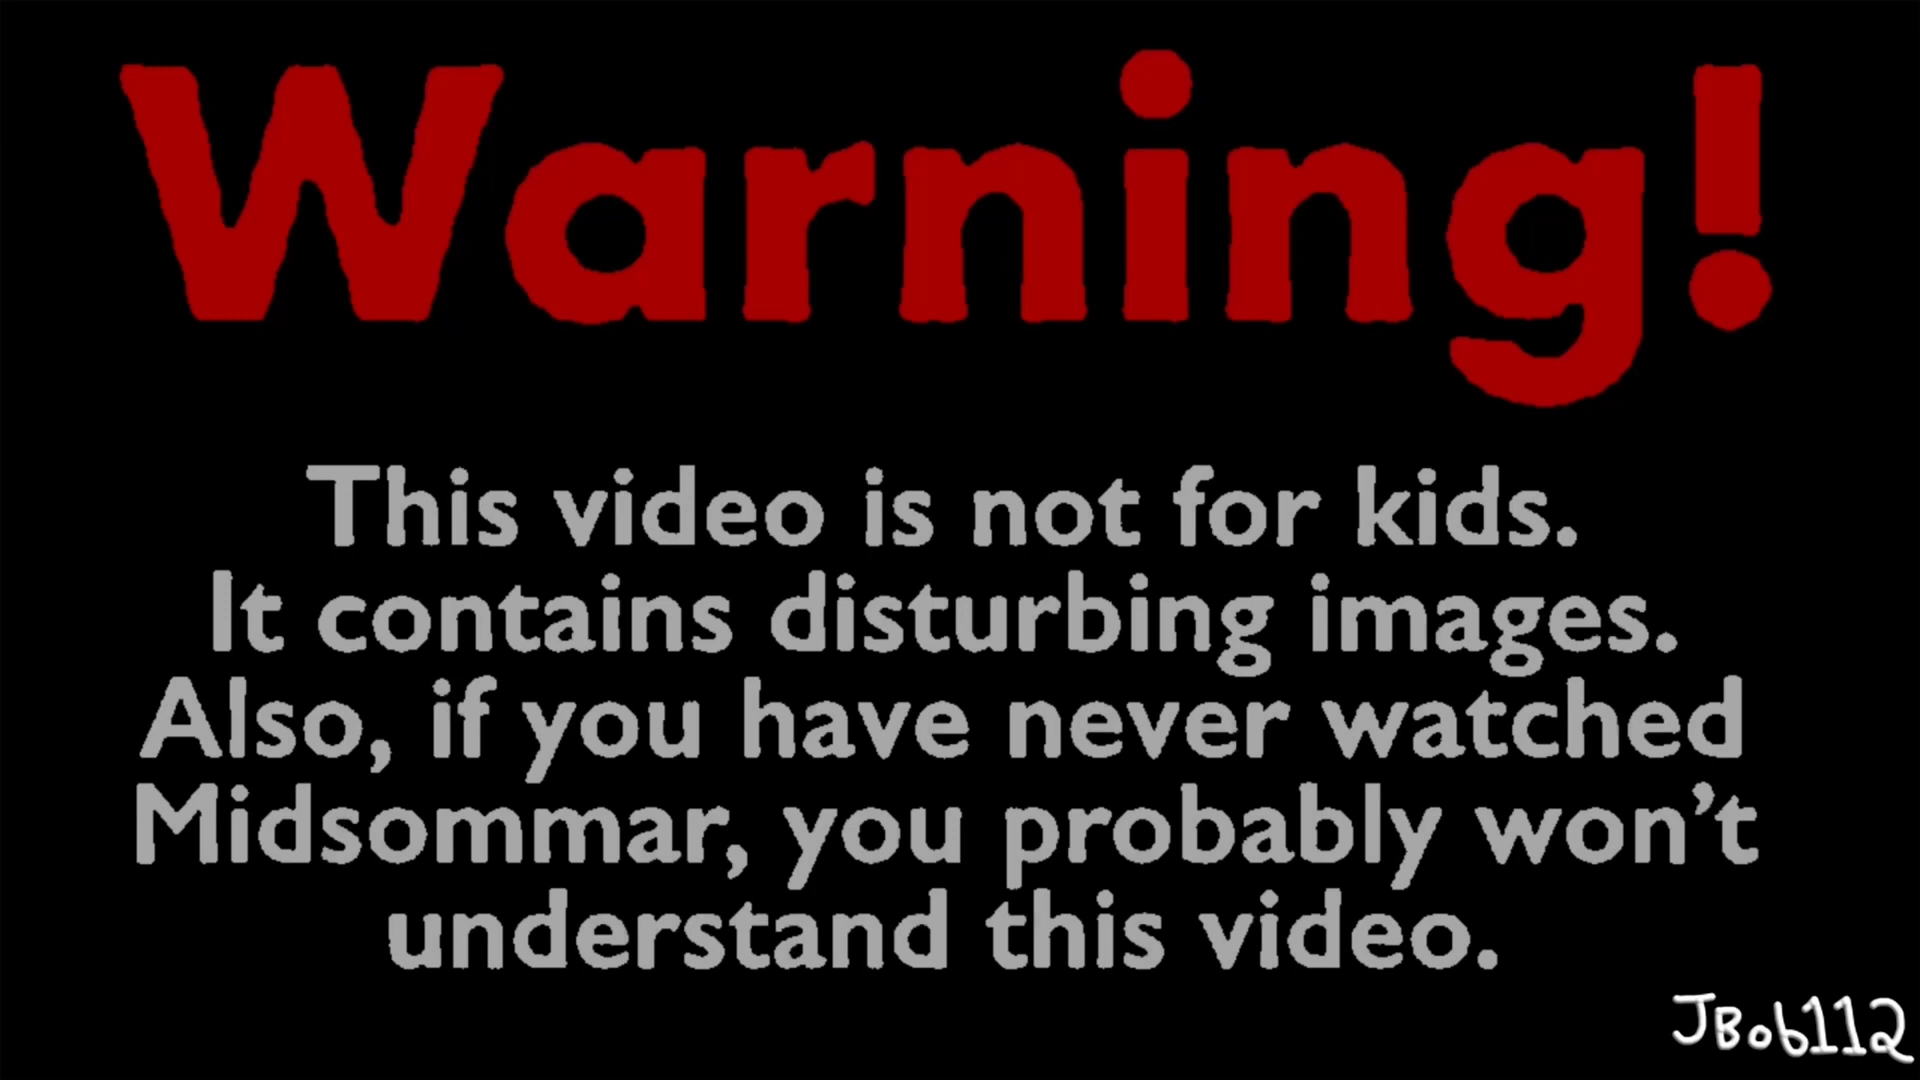 Warning!
This video is not for kids.
It contains disturbing images.
Also, if you have never watched
Midsommar, you probably won’t
understand this video.
JBob112